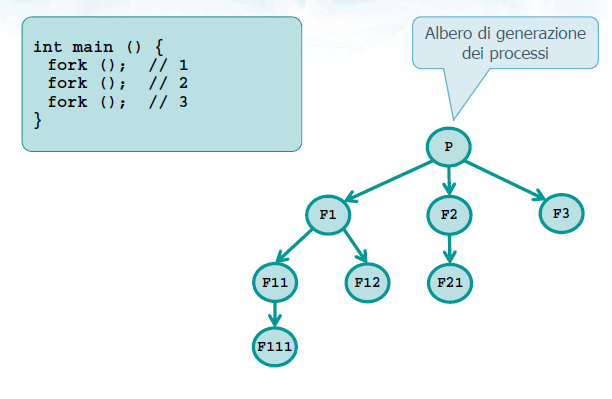 int main () {
fork (); // 1
fork (); // 2
fork (); // 3
}
Albero di generazione
dei processi
P
F1
F2
F3
F11
F12
F21
F111